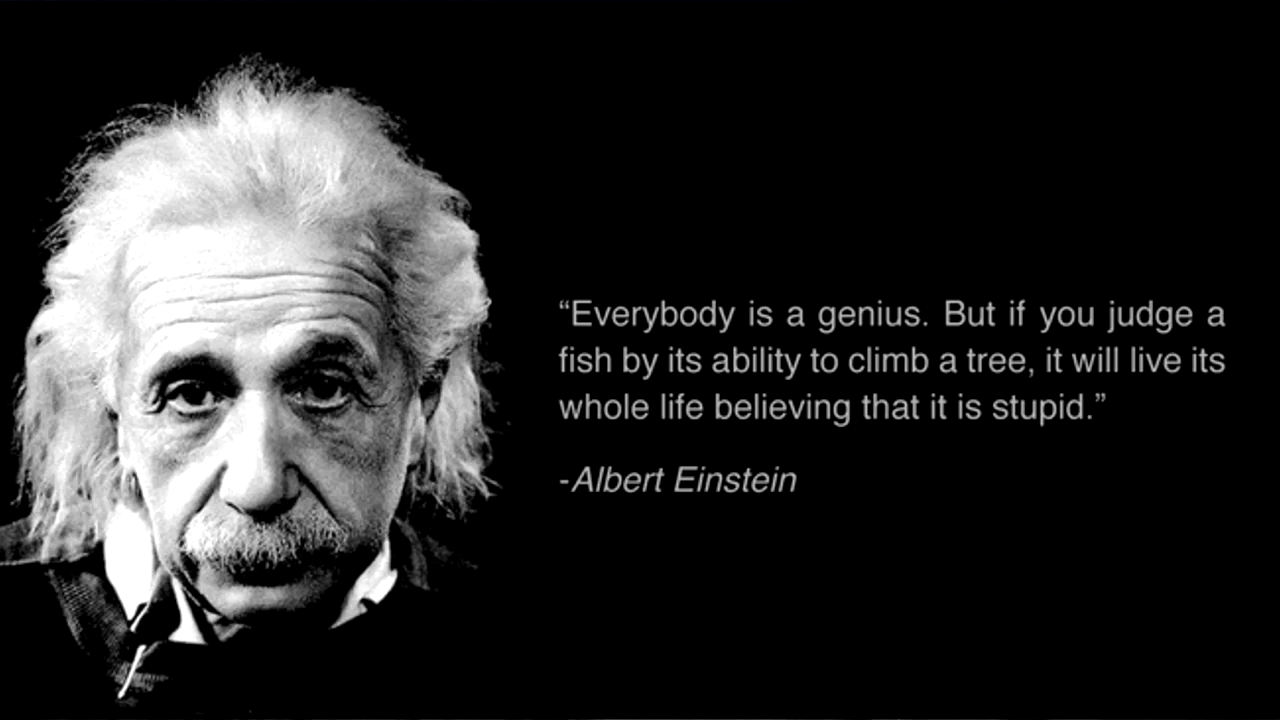 “Everybody is a genius. But if you judge a
fish by its ability to climb a tree, it will live its
whole life believing that it is stupid.”
-Albert Einstein